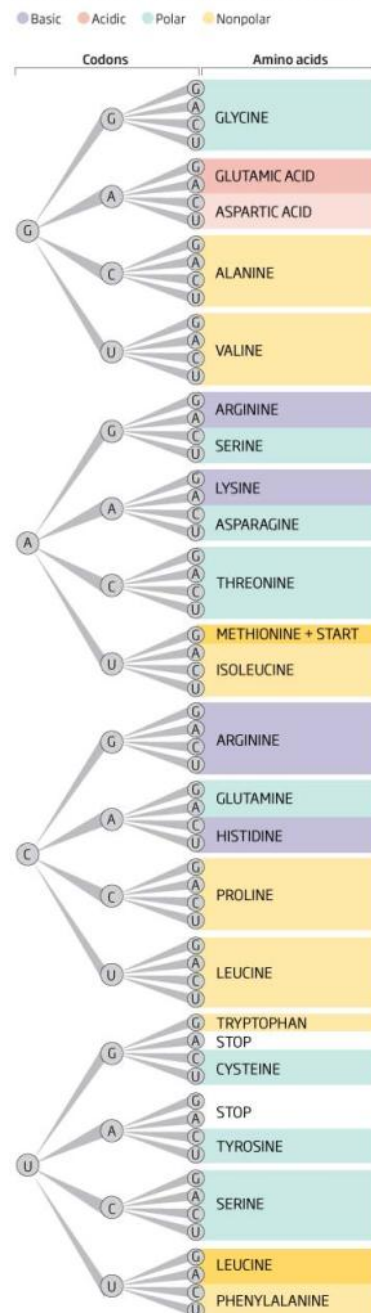 Basic Acidic Polar Nonpolar
Codons Amino acids
G
G
G
A
C
U
GLYCINE
A
G
A
C
U
GLUTAMIC ACID
ASPARTIC ACID
C
G
A
C
U
ALANINE
U
G
A
C
U
VALINE
A
G
G
A
C
U
ARGININE
SERINE
A
G
A
C
U
LYSINE
ASPARAGINE
C
G
A
C
U
THREONINE
U
G
A
C
U
METHIONINE + START
ISOLEUCINE
C
G
G
A
C
U
ARGININE
A
G
A
C
U
GLUTAMINE
HISTIDINE
C
G
A
C
U
PROLINE
U
G
A
C
U
LEUCINE
U
G
G
A
C
U
TRYPTOPHAN
STOP
CYSTEINE
A
G
A
C
U
STOP
TYROSINE
C
G
A
C
U
SERINE
U
G
A
C
U
LEUCINE
PHENYLALANINE